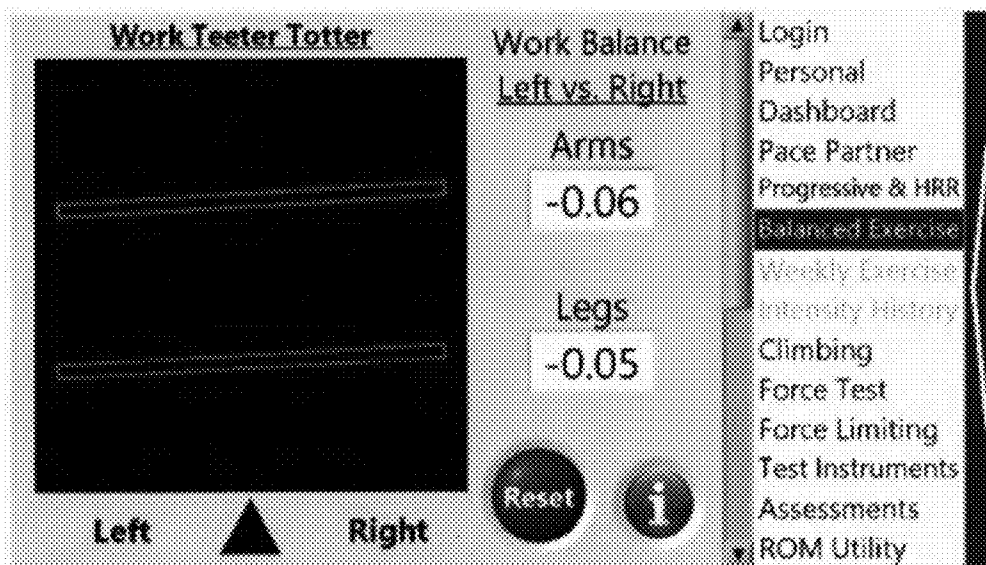 Work Teeter Totter
Left
Right
Work Balance
Left vs. Right
Arms
-0.06
Legs
-0.05
Reset
i
Login
Personal
Dashboard
Pace Partner
Progressive & HRR
Balanced Exercise
Weekly Exercise
Intensity History
Climbing
Force Test
Force Limiting
Test Instruments
Assessments
ROM Utility